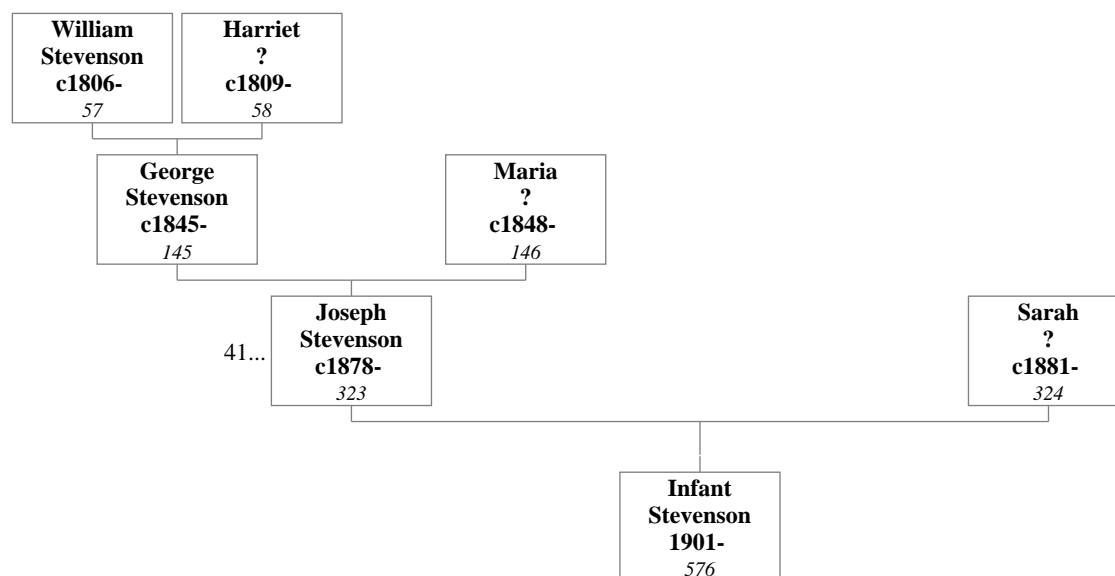 William
Stevenson
c1806-
57
Harriet
?
c1809-
58
George
Stevenson
c1845-
145
Maria
?
c1848-
146
41...
Joseph
Stevenson
c1878-
323
Sarah
?
c1881-
324
Infant
Stevenson
1901-
576